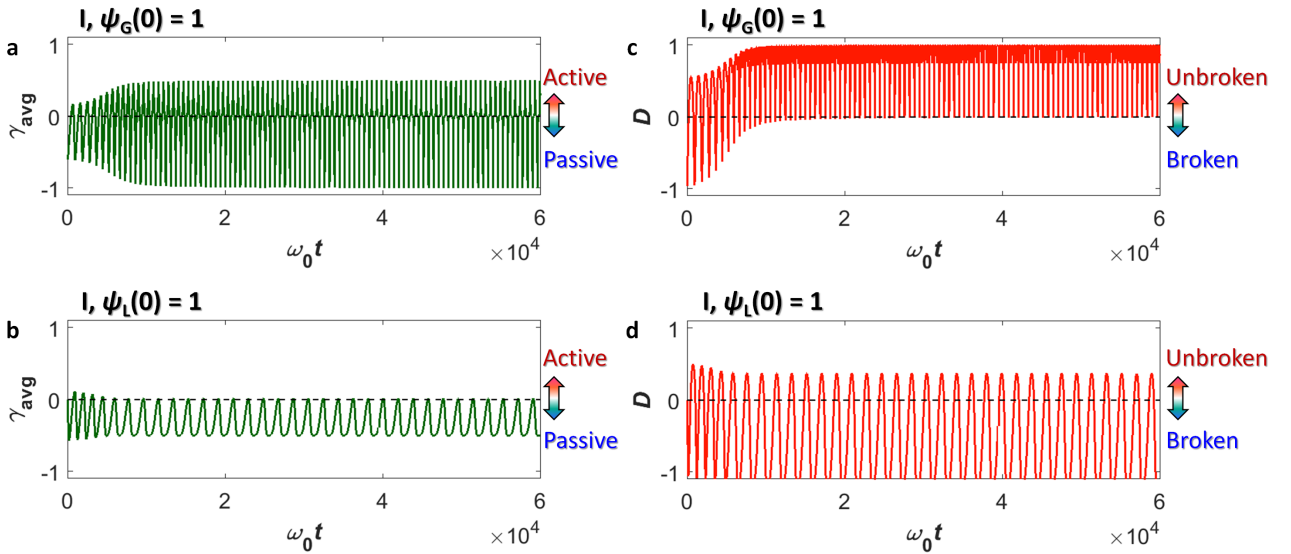 I, ψG(0) = 1
a
1
0
-1
γavg
Active
Passive
0
2
4
6
ω0t
×10^4
I, ψG(0) = 1
c
1
0
-1
D
Unbroken
Broken
0
2
4
6
ω0t
×10^4
I, ψL(0) = 1
b
1
0
-1
γavg
Active
Passive
0
2
4
6
ω0t
×10^4
I, ψL(0) = 1
d
1
0
-1
D
Unbroken
Broken
0
2
4
6
ω0t
×10^4